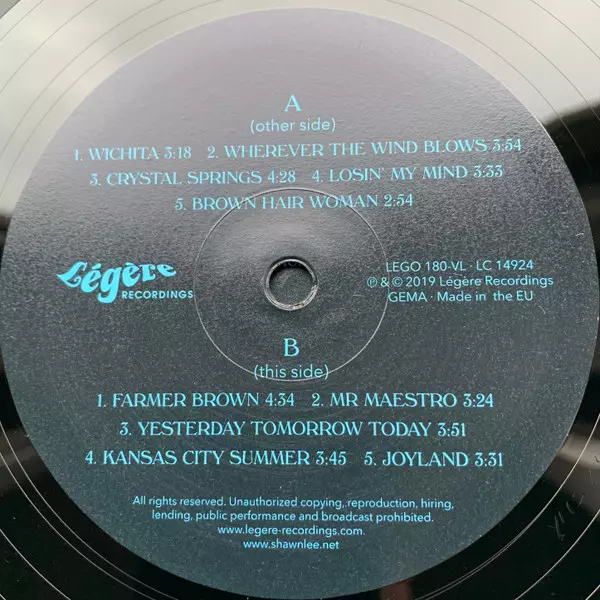 A
(other side)
1. WICHITA 3:18 2. WHEREVER THE WIND BLOWS 3:54
3. CRYSTAL SPRINGS 4:28 4. LOSIN' MY MIND 3:33
5. BROWN HAIR WOMAN 2:54
Légère
RECORDINGS
LEGO 180-VL · LC 14924
℗ & © 2019 Légère Recordings
GEMA · Made in the EU
B
(this side)
1. FARMER BROWN 4:34 2. MR MAESTRO 3:24
3. YESTERDAY TOMORROW TODAY 3:51
4. KANSAS CITY SUMMER 3:45 5. JOYLAND 3:31
All rights reserved. Unauthorized copying, reproduction, hiring,
lending, public performance and broadcast prohibited.
www.legere-recordings.com
www.shawnlee.net